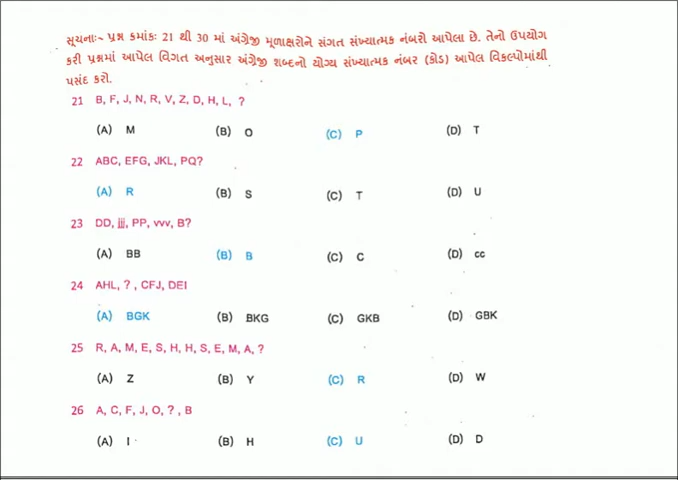 સૂચનાઃ- પ્રશ્ન ક્રમાંકઃ 21 થી 30 માં અંગ્રેજી મૂળાક્ષરોને સંગત સંખ્યાત્મક નંબરો આપેલા છે. તેનો ઉપયોગ
કરી પ્રશ્નમાં આપેલ વિગત અનુસાર અંગ્રેજી શબ્દનો યોગ્ય સંખ્યાત્મક નંબર (કોડ) આપેલ વિકલ્પોમાંથી
પસંદ કરો.
21 B, F, J, N, R, V, Z, D, H, L, ?
(A) M (B) O (C) P (D) T
22 ABC, EFG, JKL, PQ?
(A) R (B) S (C) T (D) U
23 DD, jjj, PP, vvv, B?
(A) BB (B) B (C) C (D) cc
24 AHL, ? , CFJ, DEI
(A) BGK (B) BKG (C) GKB (D) GBK
25 R, A, M, E, S, H, H, S, E, M, A, ?
(A) Z (B) Y (C) R (D) W
26 A, C, F, J, O, ? , B
(A) I (B) H (C) U (D) D